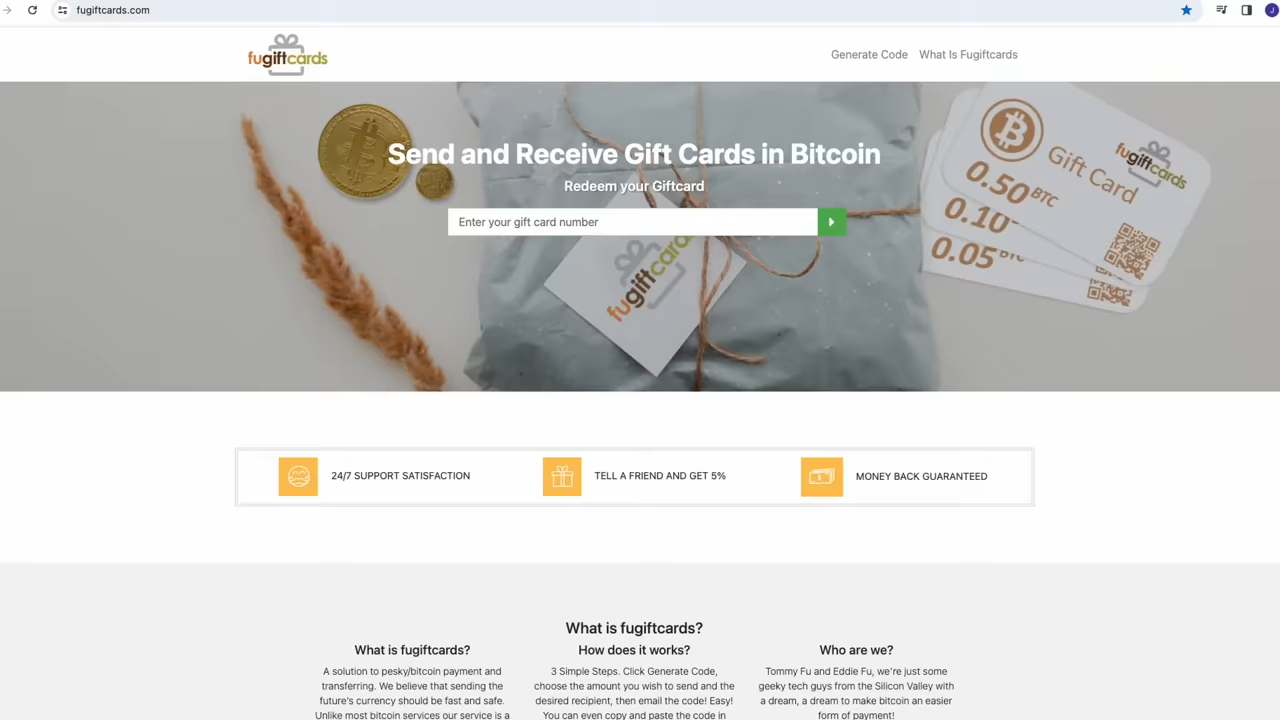 fugiftcards.com
J
fugiftcards
Generate Code
What Is Fugiftcards
Send and Receive Gift Cards in Bitcoin
Redeem your Giftcard
Enter your gift card number
fugiftcards
Gift Card
fugiftcards
0.50 BTC
0.10
0.05 BTC
24/7 SUPPORT SATISFACTION
TELL A FRIEND AND GET 5%
MONEY BACK GUARANTEED
What is fugiftcards?
What is fugiftcards?
A solution to pesky/bitcoin payment and
transferring. We believe that sending the
future's currency should be fast and safe.
Unlike most bitcoin services our service is a
How does it works?
3 Simple Steps. Click Generate Code,
choose the amount you wish to send and the
desired recipient, then email the code! Easy!
You can even copy and paste the code in
Who are we?
Tommy Fu and Eddie Fu, we're just some
geeky tech guys from the Silicon Valley with
a dream, a dream to make bitcoin an easier
form of payment!